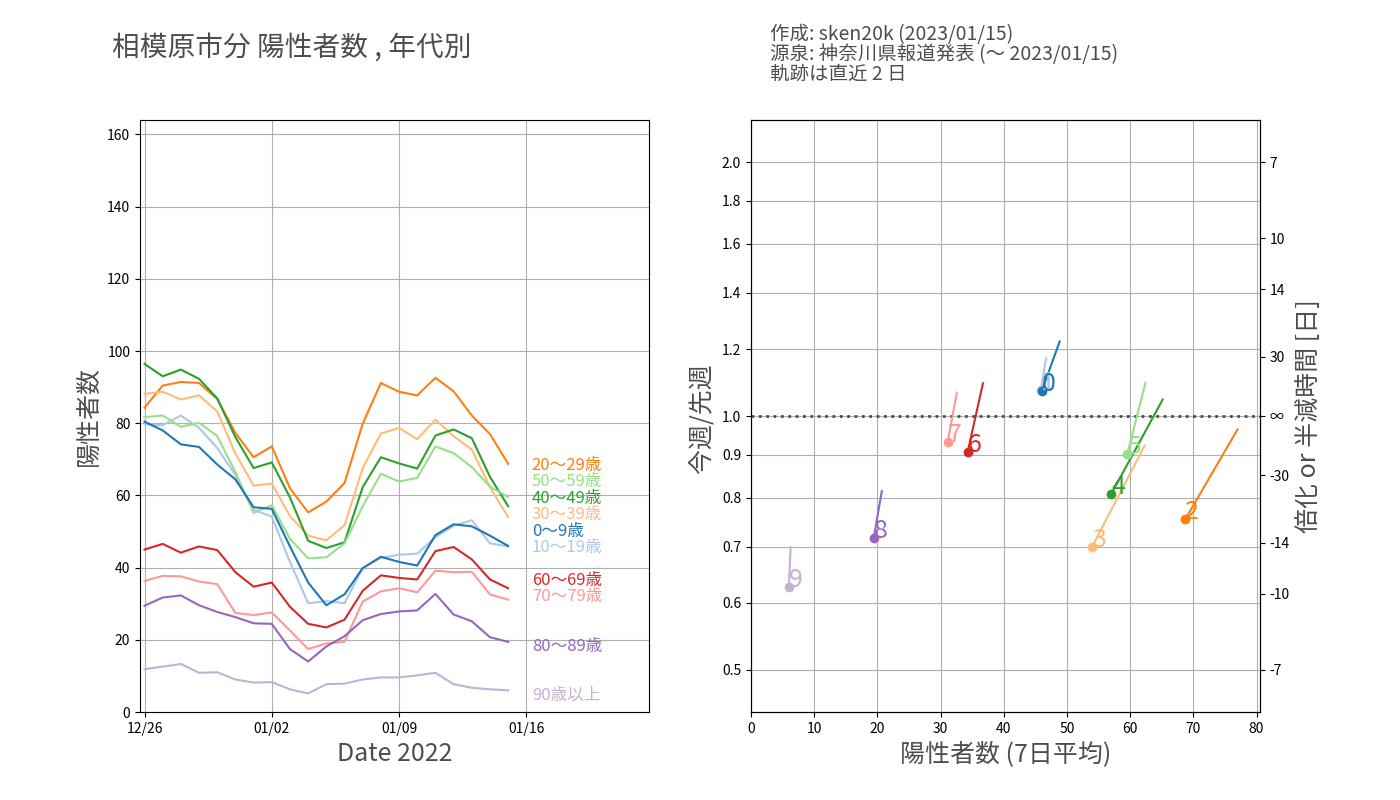 相模原市分 陽性者数 , 年代別
作成: sken20k (2023/01/15)
源泉: 神奈川県報道発表 (〜 2023/01/15)
軌跡は直近 2 日
陽性者数
160
140
120
100
80
60
40
20
0
12/26
01/02
01/09
01/16
Date 2022
20〜29歳
50〜59歳
40〜49歳
30〜39歳
0〜9歳
10〜19歳
60〜69歳
70〜79歳
80〜89歳
90歳以上
今週/先週
2.0
1.8
1.6
1.4
1.2
1.0
0.9
0.8
0.7
0.6
0.5
0
10
20
30
40
50
60
70
80
陽性者数 (7日平均)
7
10
14
30
∞
-30
-14
-10
-7
倍化 or 半減時間 [日]
0
7
6
5
4
2
3
8
9